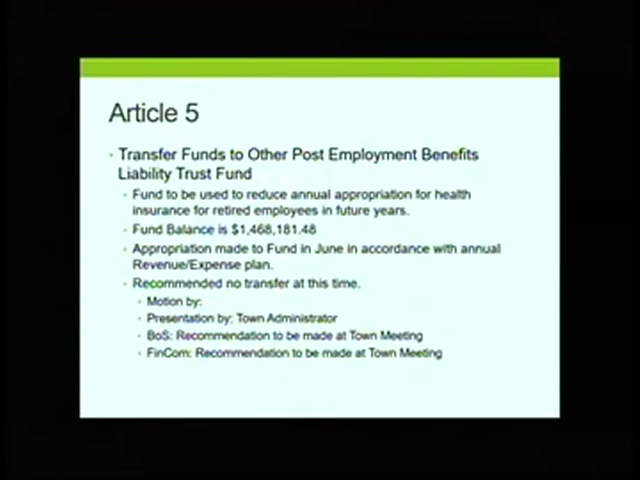 Article 5
Transfer Funds to Other Post Employment Benefits
Liability Trust Fund
Fund to be used to reduce annual appropriation for health
insurance for retired employees in future years.
Fund Balance is $1,468,181.48
Appropriation made to Fund in June in accordance with annual
Revenue/Expense plan.
Recommended no transfer at this time.
Motion by:
Presentation by: Town Administrator
BoS: Recommendation to be made at Town Meeting
FinCom: Recommendation to be made at Town Meeting